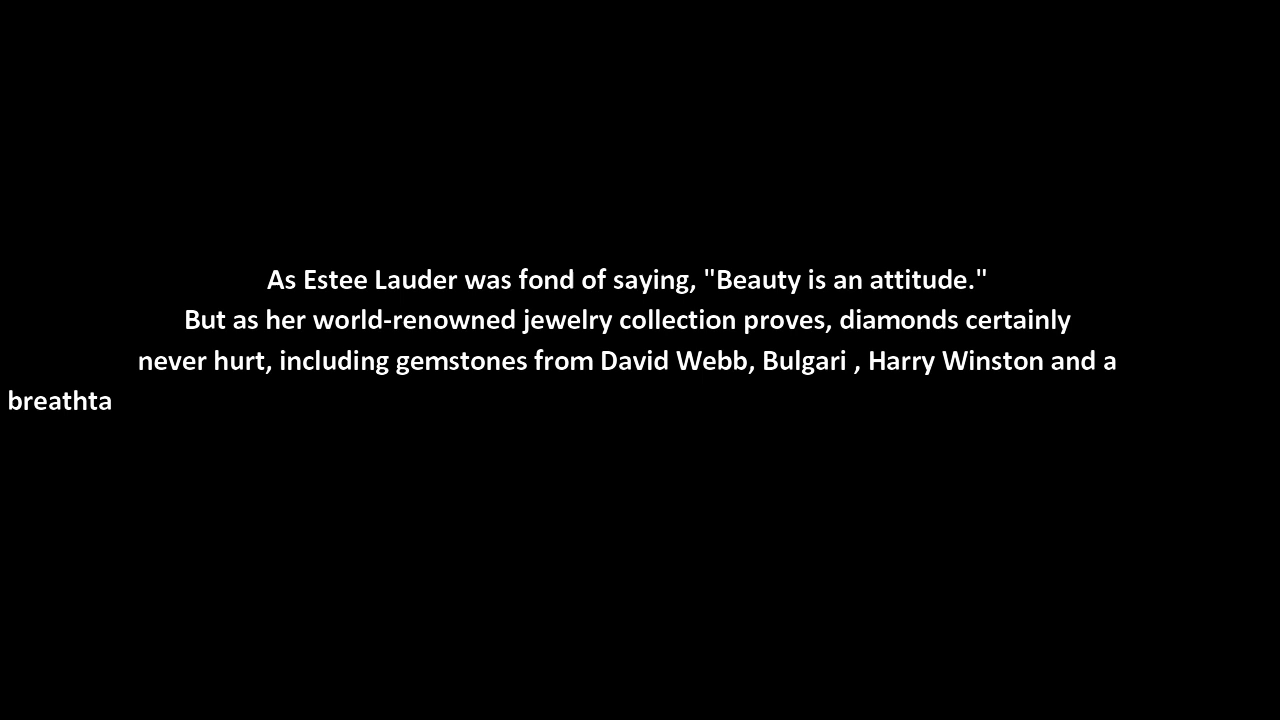 As Estee Lauder was fond of saying, "Beauty is an attitude."
But as her world-renowned jewelry collection proves, diamonds certainly
never hurt, including gemstones from David Webb, Bulgari , Harry Winston and a
breathta